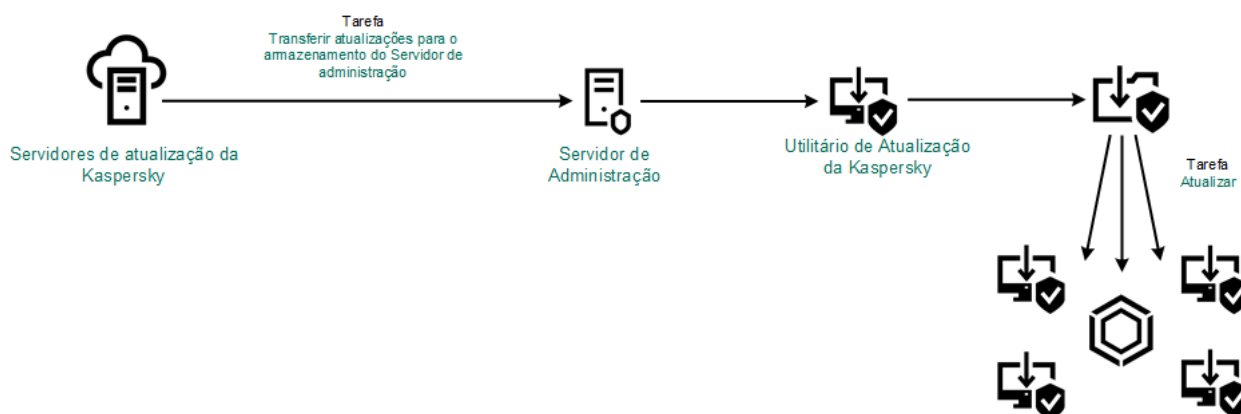 Tarefa
Transferir atualizações para o
armazenamento do Servidor de
administração
Servidores de atualização da
Kaspersky
Servidor de
Administração
Utilitário de Atualização
da Kaspersky
Tarefa
Atualizar